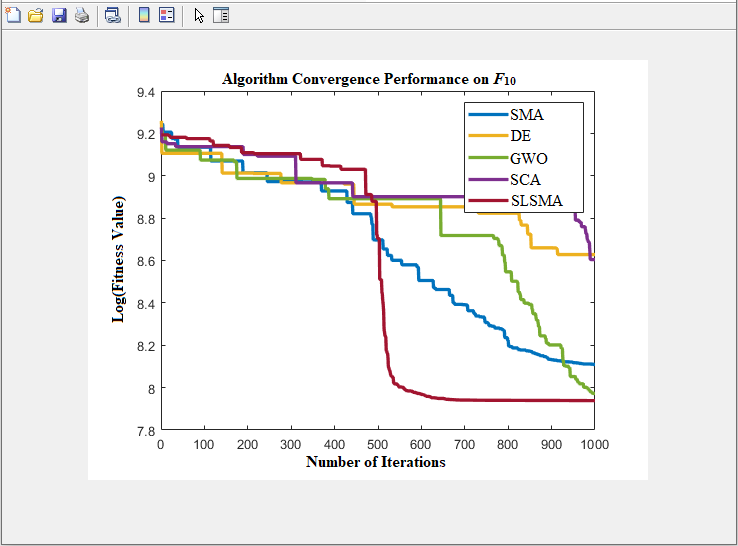 Algorithm Convergence Performance on F10
9.4
9.2
9
8.8
8.6
8.4
8.2
8
7.8
Log(Fitness Value)
SMA
DE
GWO
SCA
SLSMA
0 100 200 300 400 500 600 700 800 900 1000
Number of Iterations